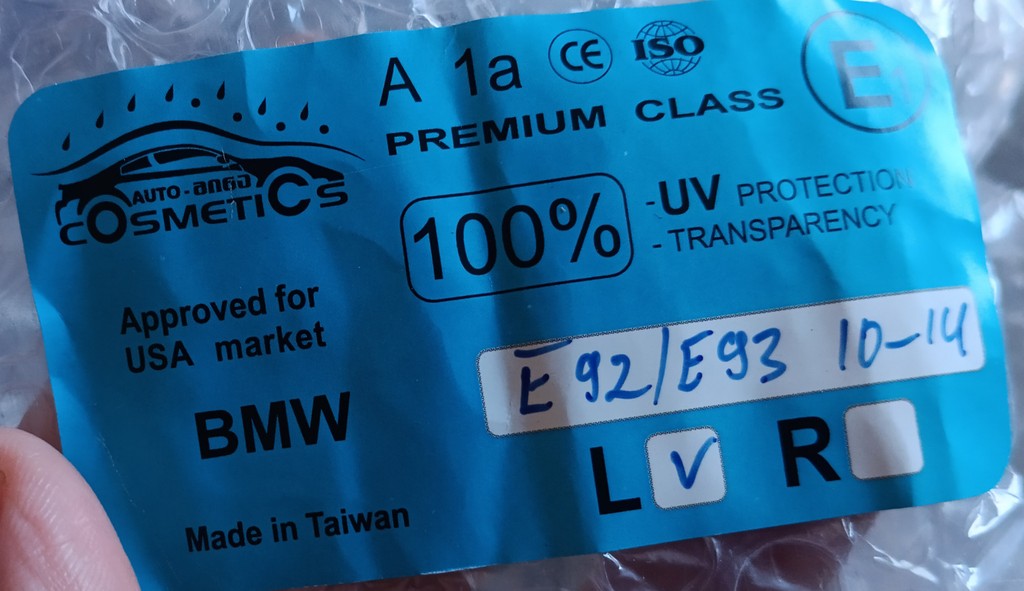 A 1a CE ISO E1
PREMIUM CLASS
AUTO-
COSMETICS
100%
-UV PROTECTION
-TRANSPARENCY
Approved for
USA market
BMW
E92/E93 10-14
L V R
Made in Taiwan